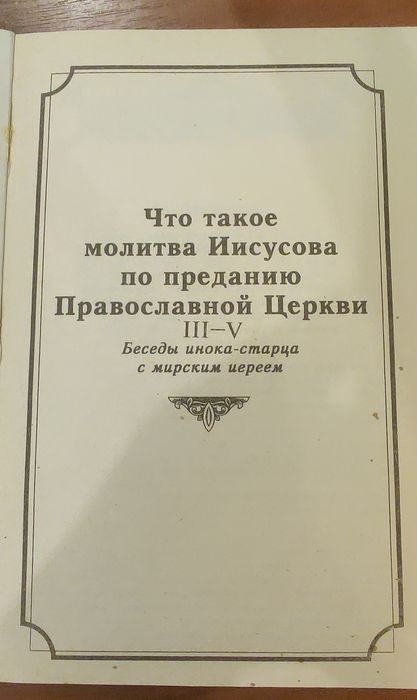 Что такое
молитва Иисусова
по преданию
Православной Церкви
III–V
Беседы инока-старца
с мирским иереем